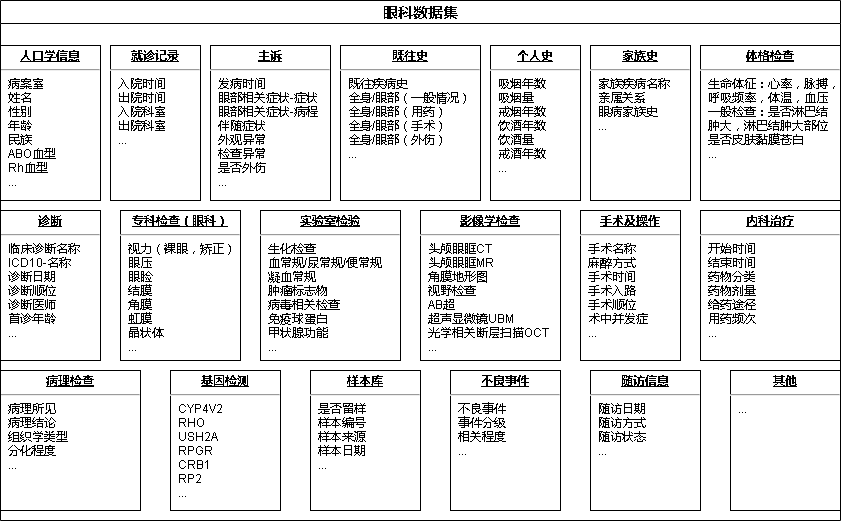 眼科数据集
人口学信息
病案室
姓名
性别
年龄
民族
ABO血型
Rh血型
...
就诊记录
入院时间
出院时间
入院科室
出院科室
...
主诉
发病时间
眼部相关症状-症状
眼部相关症状-病程
伴随症状
外观异常
检查异常
是否外伤
...
既往史
既往疾病史
全身/眼部（一般情况）
全身/眼部（用药）
全身/眼部（手术）
全身/眼部（外伤）
...
个人史
吸烟年数
吸烟量
戒烟年数
饮酒年数
饮酒量
戒酒年数
...
家族史
家族疾病名称
亲属关系
眼病家族史
...
体格检查
生命体征：心率，脉搏，
呼吸频率，体温，血压
一般检查：是否淋巴结
肿大，淋巴结肿大部位
是否皮肤黏膜苍白
...
诊断
临床诊断名称
ICD10-名称
诊断日期
诊断顺位
诊断医师
首诊年龄
...
专科检查（眼科）
视力（裸眼，矫正）
眼压
眼睑
结膜
角膜
虹膜
晶状体
...
实验室检验
生化检查
血常规/尿常规/便常规
凝血常规
肿瘤标志物
病毒相关检查
免疫球蛋白
甲状腺功能
...
影像学检查
头颅眼眶CT
头颅眼眶MR
角膜地形图
视野检查
AB超
超声显微镜UBM
光学相关断层扫描OCT
...
手术及操作
手术名称
麻醉方式
手术时间
手术入路
手术顺位
术中并发症
...
内科治疗
开始时间
结束时间
药物分类
药物剂量
给药途径
用药频次
...
病理检查
病理所见
病理结论
组织学类型
分化程度
...
基因检测
CYP4V2
RHO
USH2A
RPGR
CRB1
RP2
...
样本库
是否留样
样本编号
样本来源
样本日期
...
不良事件
不良事件
事件分级
相关程度
...
随访信息
随访日期
随访方式
随访状态
...
其他
...